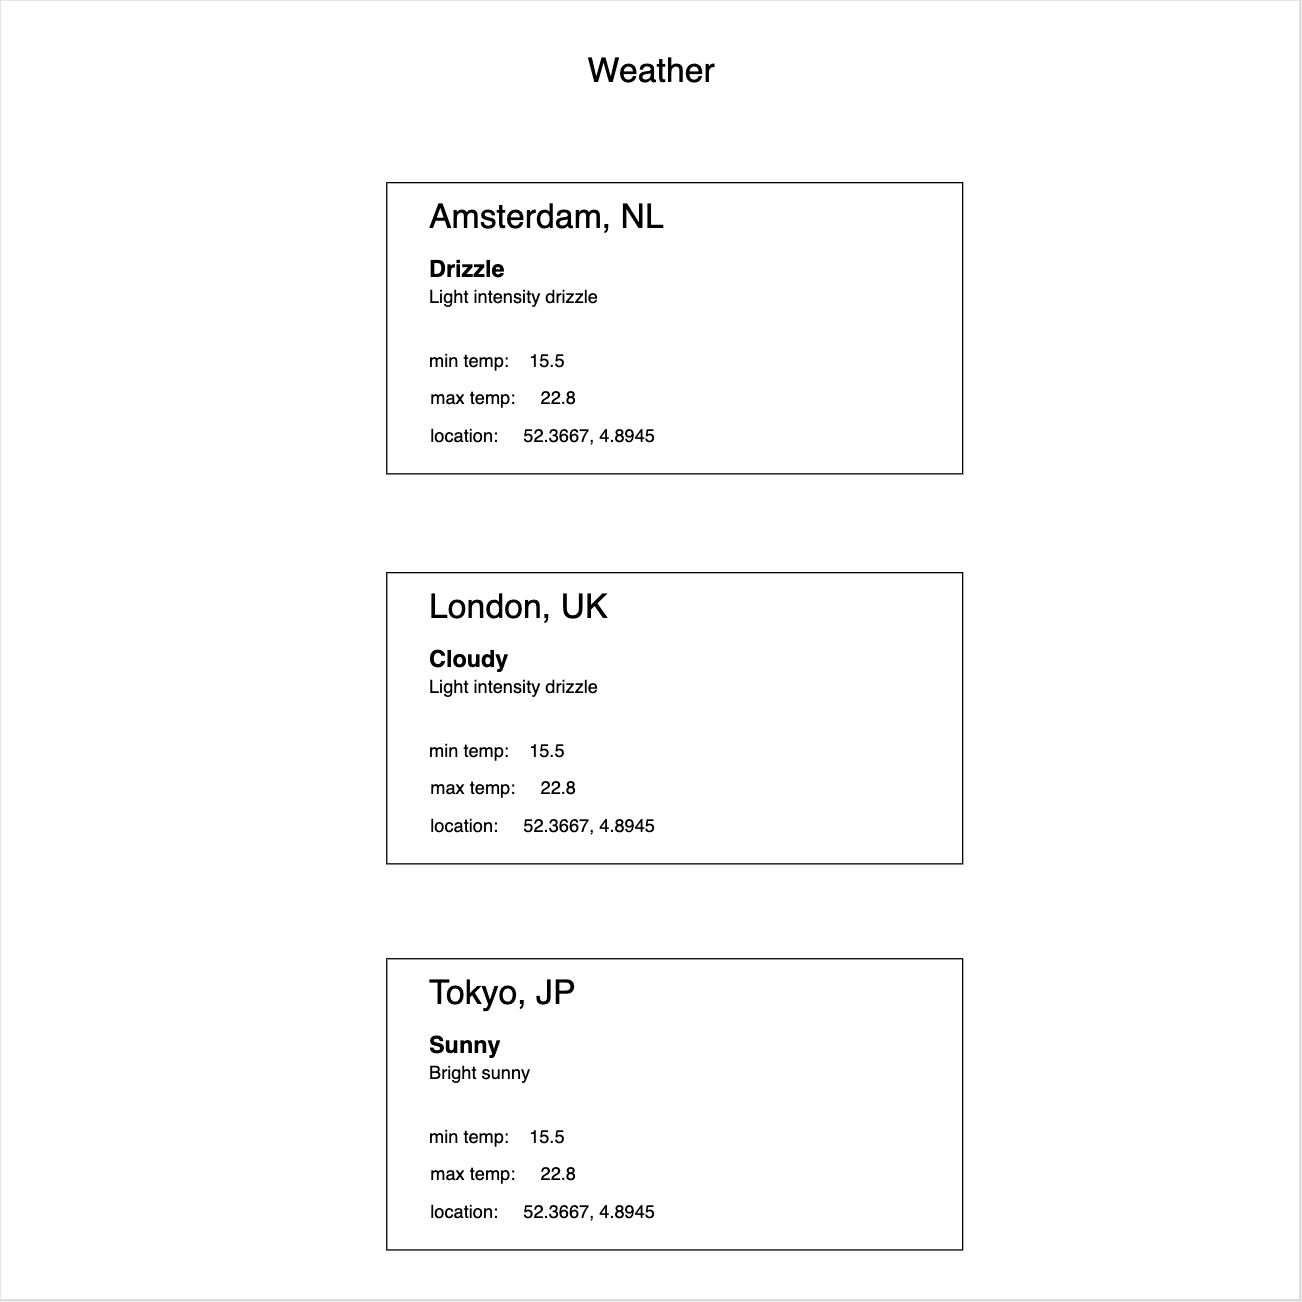 Weather
Amsterdam, NL
Drizzle
Light intensity drizzle
min temp: 15.5
max temp: 22.8
location: 52.3667, 4.8945
London, UK
Cloudy
Light intensity drizzle
min temp: 15.5
max temp: 22.8
location: 52.3667, 4.8945
Tokyo, JP
Sunny
Bright sunny
min temp: 15.5
max temp: 22.8
location: 52.3667, 4.8945